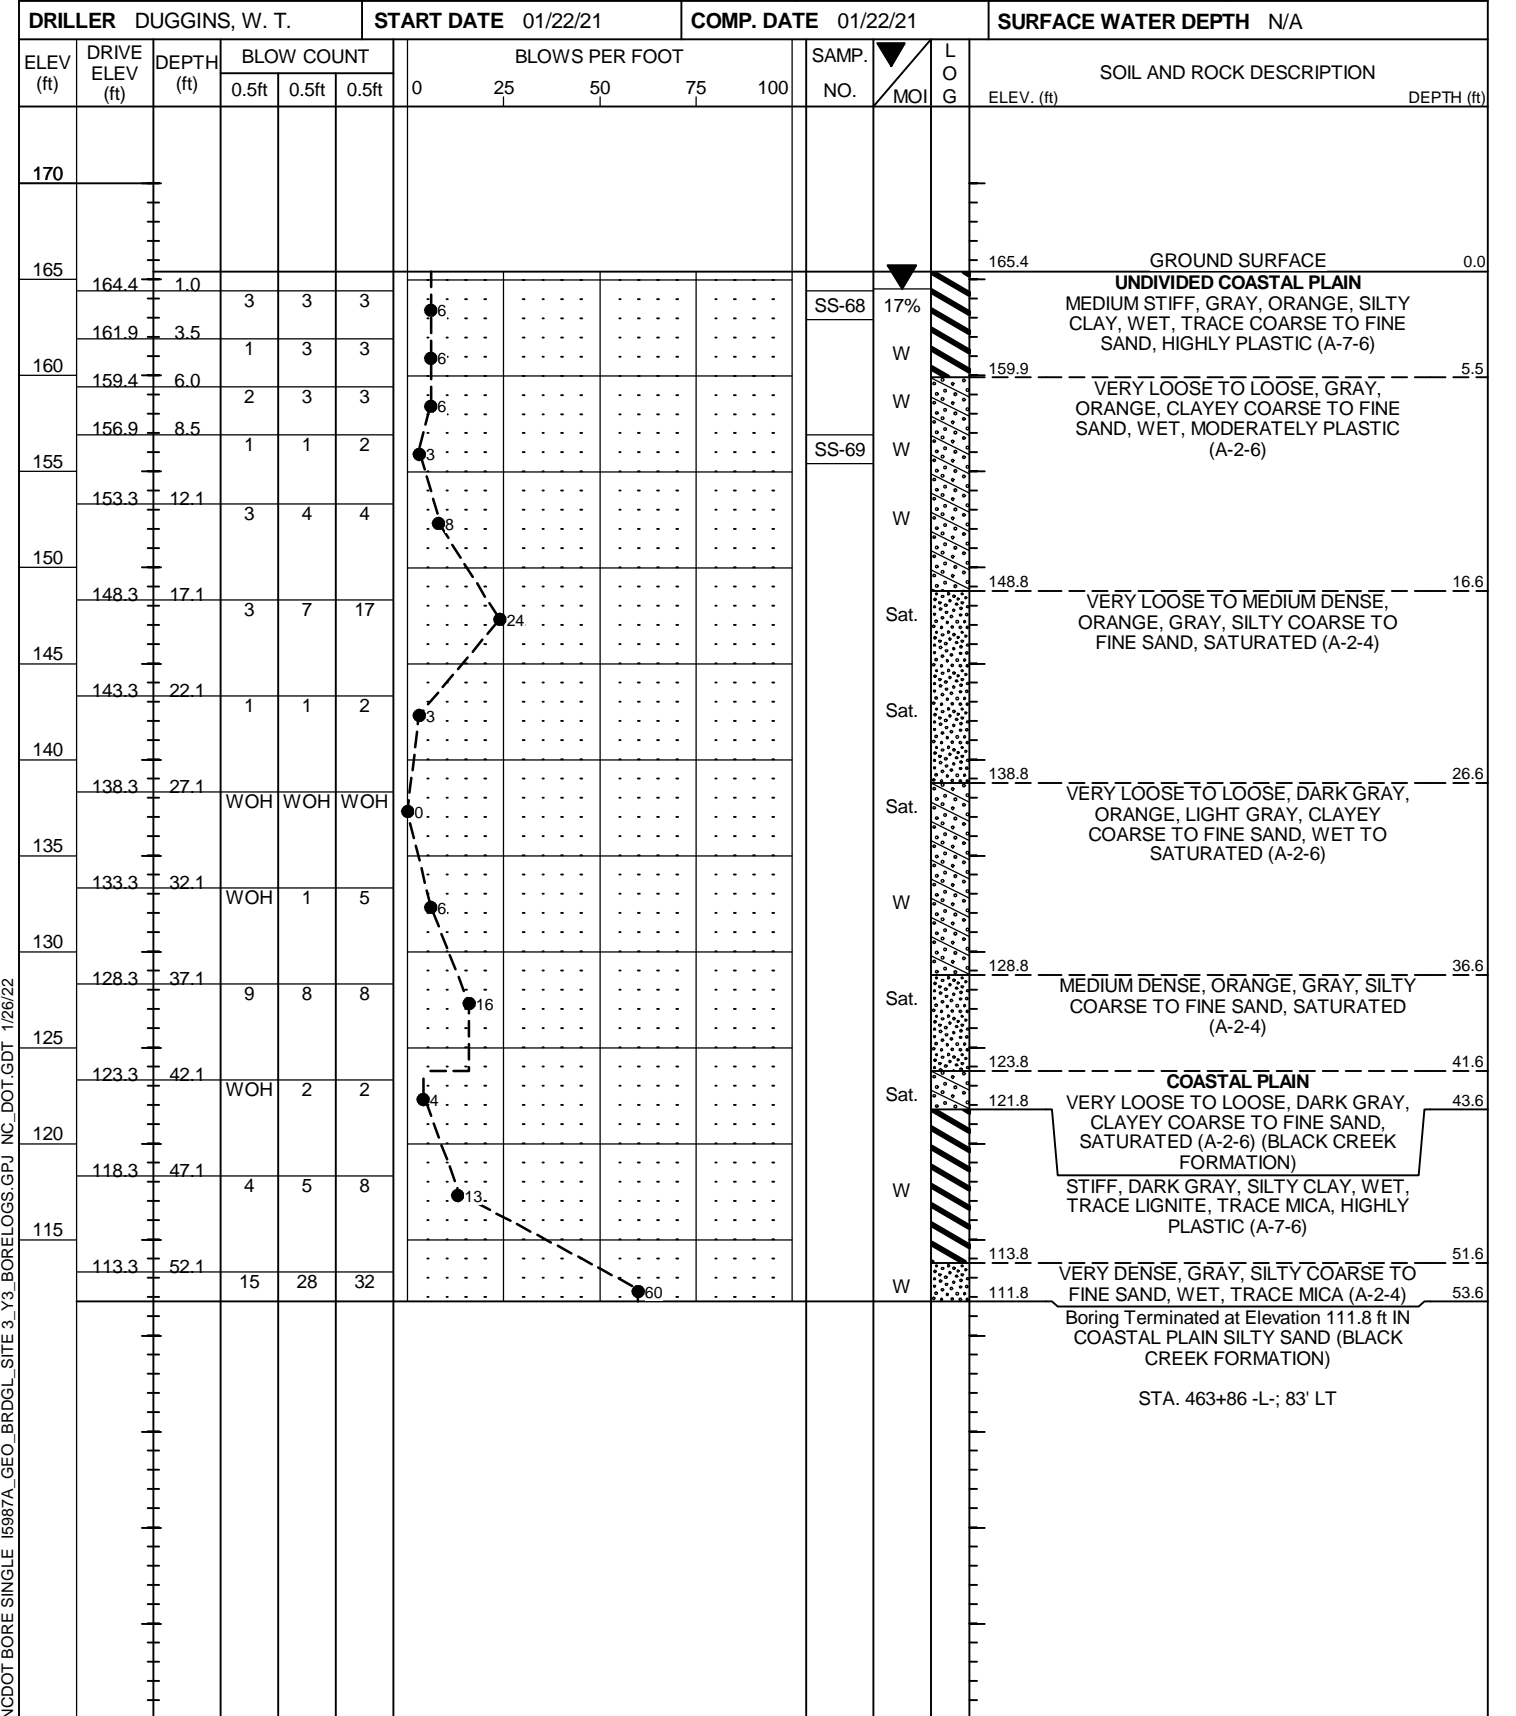 DRILLER DUGGINS, W. T. START DATE 01/22/21 COMP. DATE 01/22/21 SURFACE WATER DEPTH N/A
ELEV (ft) DRIVE ELEV (ft) DEPTH (ft) BLOW COUNT BLOWS PER FOOT SAMP. NO. MOI LOG SOIL AND ROCK DESCRIPTION
0.5ft 0.5ft 0.5ft 0 25 50 75 100 ELEV. (ft) DEPTH (ft)
170
165 165.4 GROUND SURFACE 0.0
164.4 1.0 UNDIVIDED COASTAL PLAIN
3 3 3 6 SS-68 17% MEDIUM STIFF, GRAY, ORANGE, SILTY
CLAY, WET, TRACE COARSE TO FINE
161.9 3.5 SAND, HIGHLY PLASTIC (A-7-6)
1 3 3 6 W
160 159.9 5.5
159.4 6.0 VERY LOOSE TO LOOSE, GRAY,
2 3 3 6 W ORANGE, CLAYEY COARSE TO FINE
156.9 8.5 SAND, WET, MODERATELY PLASTIC
1 1 2 3 SS-69 W (A-2-6)
155
153.3 12.1
3 4 4 8 W
150
148.8 16.6
148.3 17.1 VERY LOOSE TO MEDIUM DENSE,
3 7 17 24 Sat. ORANGE, GRAY, SILTY COARSE TO
FINE SAND, SATURATED (A-2-4)
145
143.3 22.1
1 1 2 3 Sat.
140
138.8 26.6
138.3 27.1 VERY LOOSE TO LOOSE, DARK GRAY,
WOH WOH WOH 0 Sat. ORANGE, LIGHT GRAY, CLAYEY
COARSE TO FINE SAND, WET TO
135 SATURATED (A-2-6)
133.3 32.1
WOH 1 5 6 W
130
128.8 36.6
128.3 37.1 MEDIUM DENSE, ORANGE, GRAY, SILTY
9 8 8 16 Sat. COARSE TO FINE SAND, SATURATED
(A-2-4)
125
123.8 41.6
123.3 42.1 COASTAL PLAIN
WOH 2 2 4 Sat. 121.8 VERY LOOSE TO LOOSE, DARK GRAY, 43.6
CLAYEY COARSE TO FINE SAND,
120 SATURATED (A-2-6) (BLACK CREEK
FORMATION)
118.3 47.1
4 5 8 13 W STIFF, DARK GRAY, SILTY CLAY, WET,
TRACE LIGNITE, TRACE MICA, HIGHLY
115 PLASTIC (A-7-6)
113.8 51.6
113.3 52.1 VERY DENSE, GRAY, SILTY COARSE TO
15 28 32 60 W 111.8 FINE SAND, WET, TRACE MICA (A-2-4) 53.6
Boring Terminated at Elevation 111.8 ft IN
COASTAL PLAIN SILTY SAND (BLACK
CREEK FORMATION)
STA. 463+86 -L-; 83' LT
NCDOT BORE SINGLE I5987A_GEO_BRDGL_SITE 3_Y3_BORELOGS.GPJ NC_DOT.GDT 1/26/22